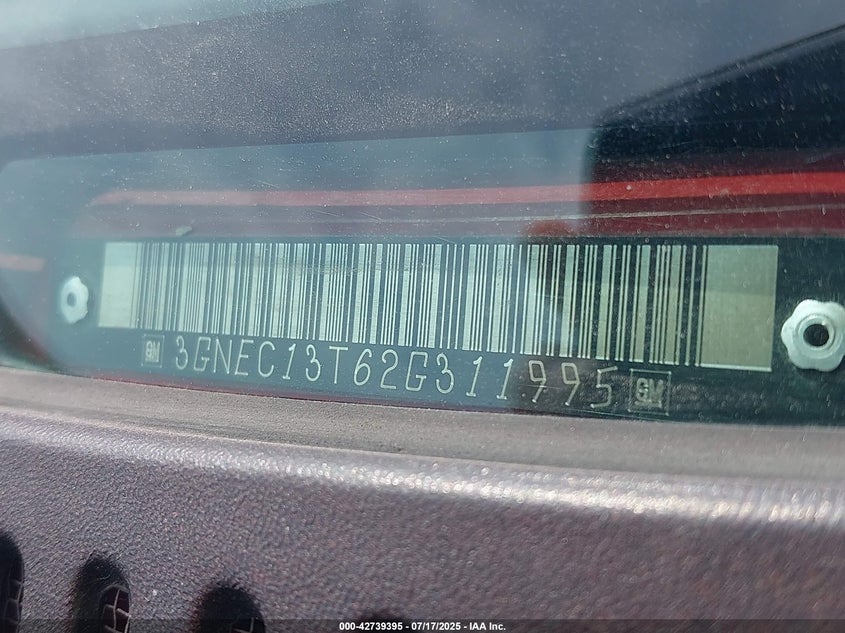 GM 3GNEC13T62G311995 GM
000-42739395 - 07/17/2025 - IAA Inc.